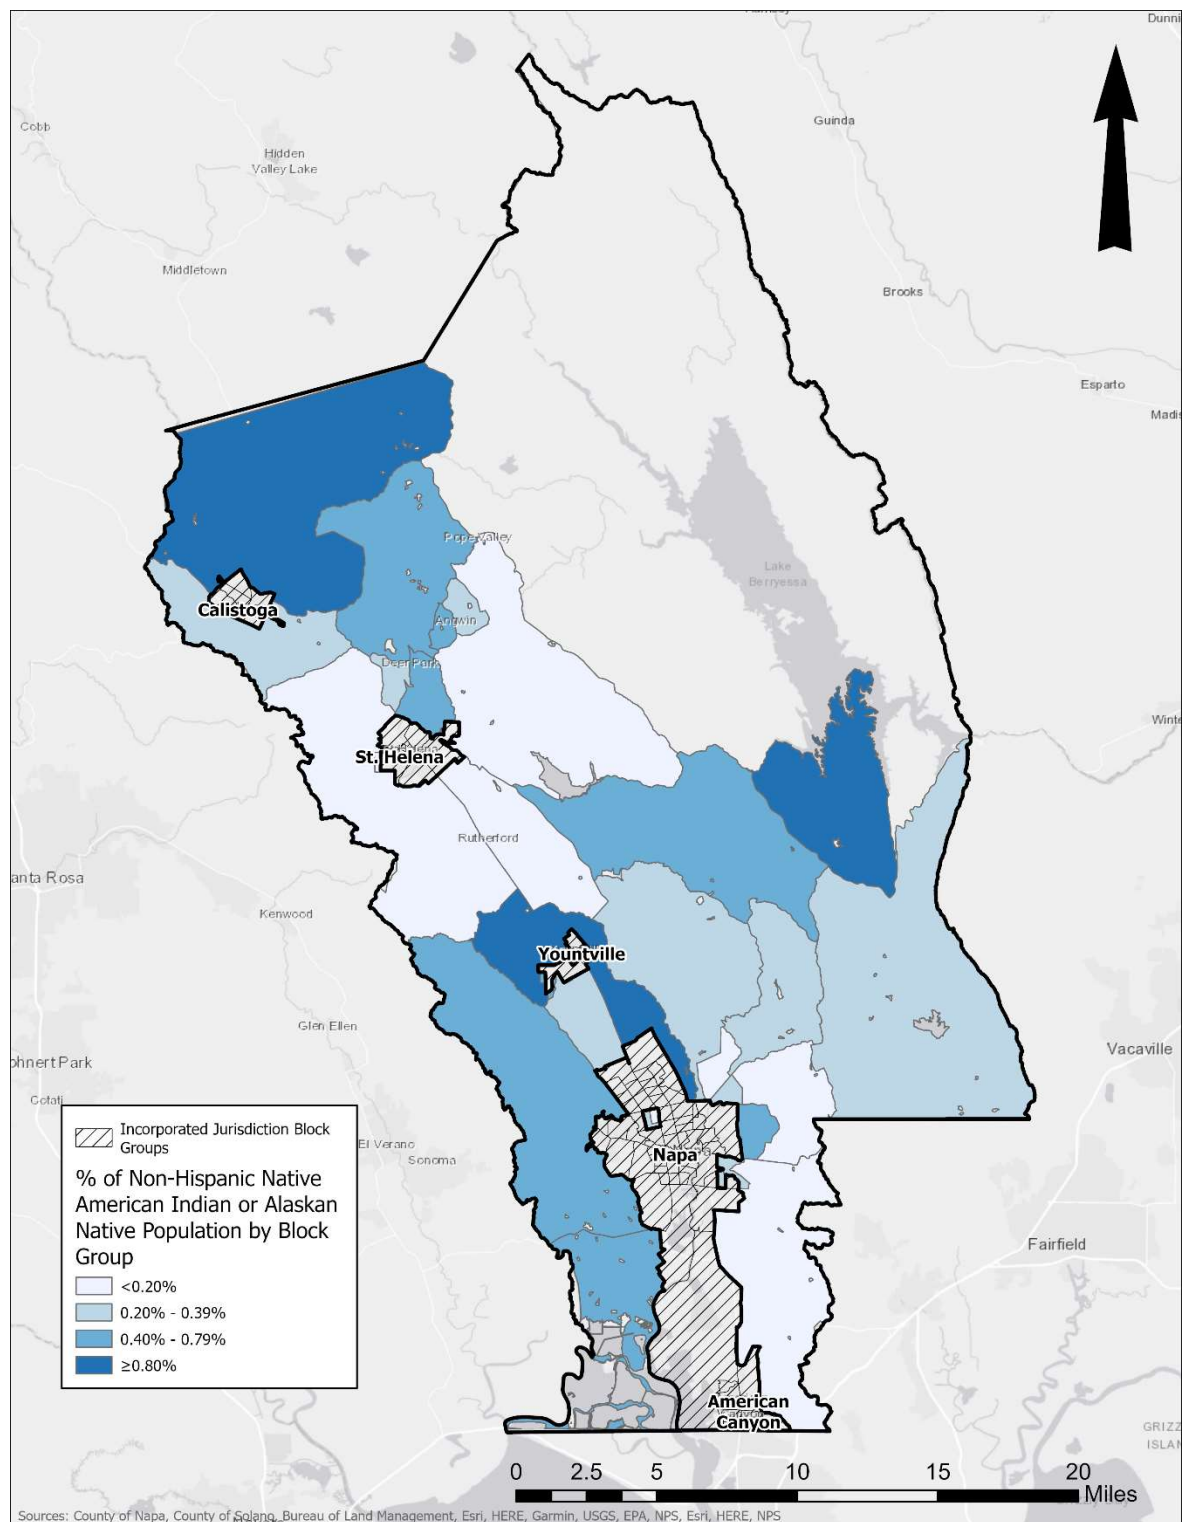 Dunni
Cobb
Guinda
Hidden
Valley Lake
Middletown
Brooks
Esparto
Madis
Pope Valley
Lake
Berryessa
Calistoga
Angwin
Deer Park
Winte
St. Helena
Rutherford
anta Rosa
Kenwood
Yountville
Glen Ellen
Vacaville
ohnert Park
Cotati
El Verano
Sonoma
Napa
Fairfield
Incorporated Jurisdiction Block
Groups
% of Non-Hispanic Native
American Indian or Alaskan
Native Population by Block
Group
<0.20%
0.20% - 0.39%
0.40% - 0.79%
≥0.80%
American
Canyon
GRIZZ
ISLAN
0 2.5 5 10 15 20
Miles
Sources: County of Napa, County of Solano, Bureau of Land Management, Esri, HERE, Garmin, USGS, EPA, NPS, Esri, HERE, NPS